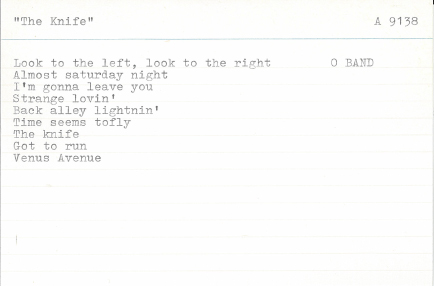 "The Knife" A 9138
Look to the left, look to the right O BAND
Almost saturday night
I'm gonna leave you
Strange lovin'
Back alley lightnin'
Time seems tofly
The knife
Got to run
Venus Avenue